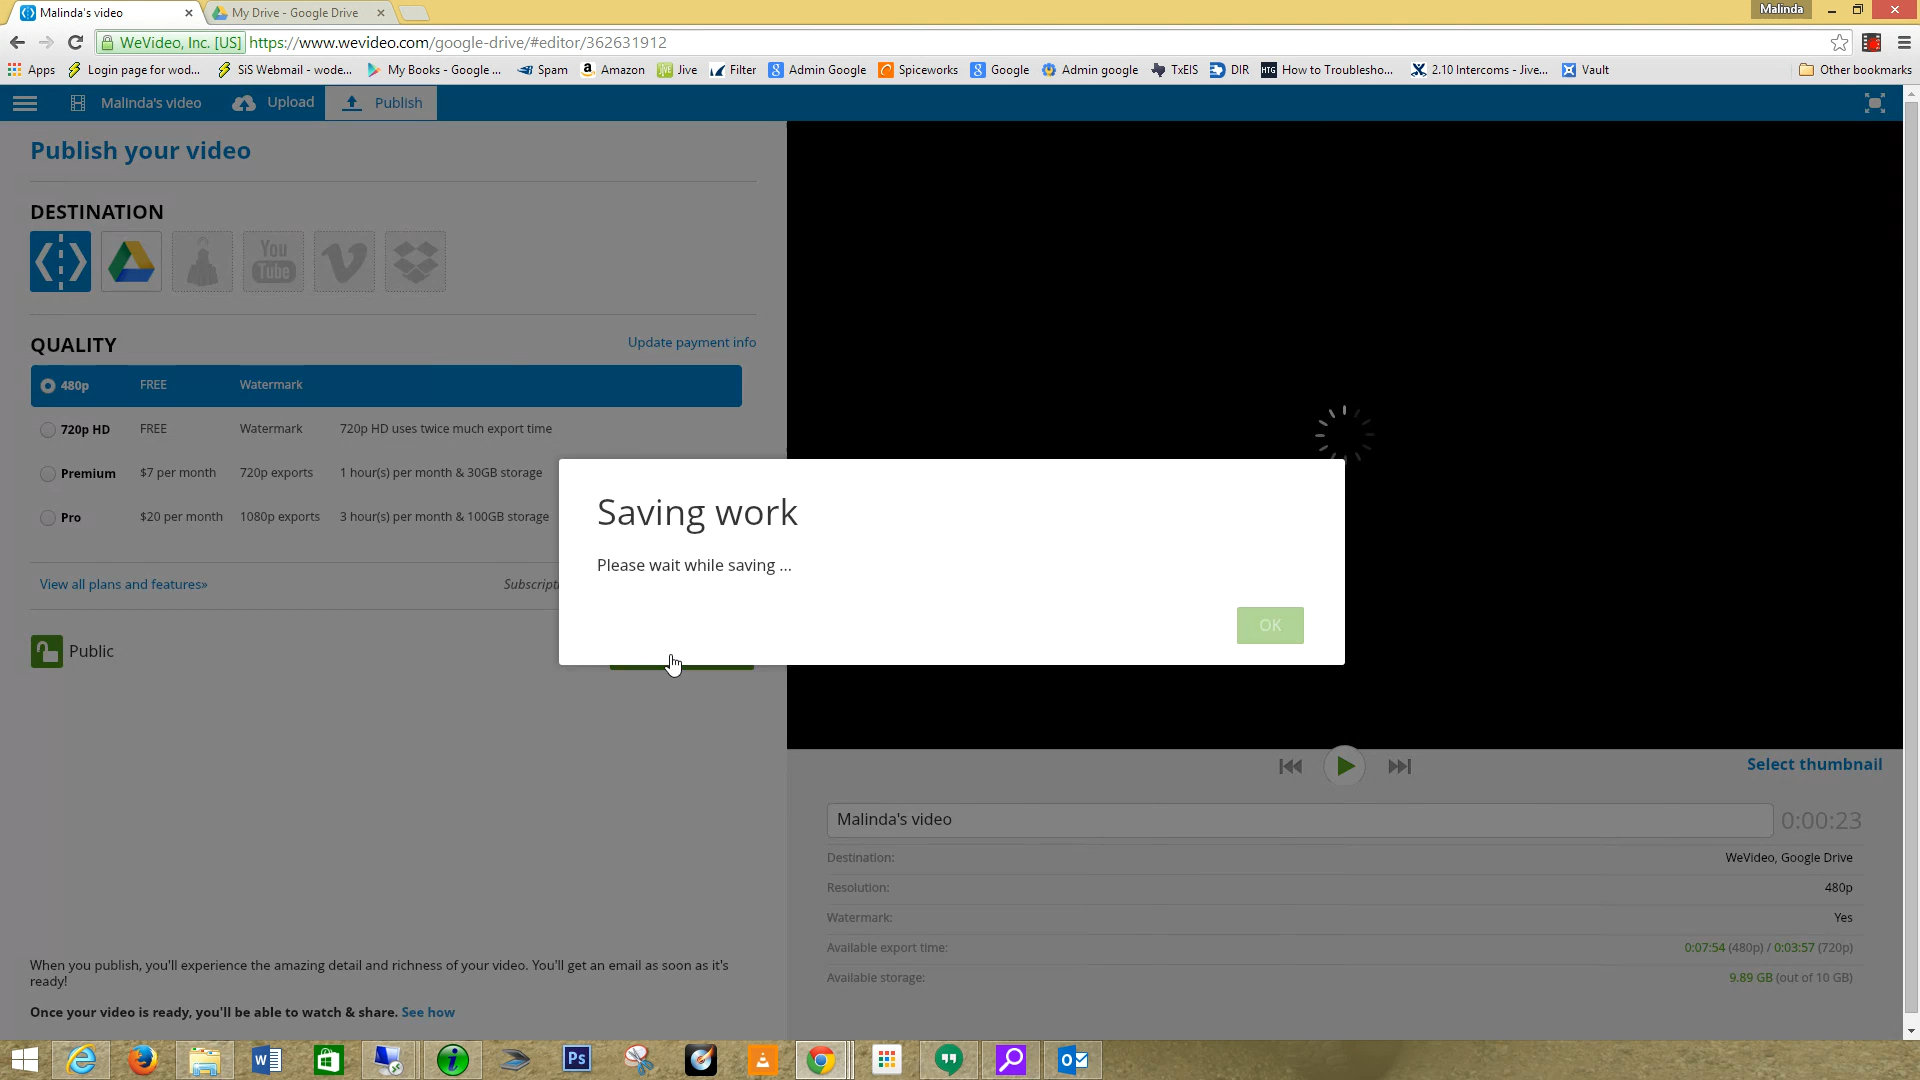 Malinda's video
My Drive - Google Drive
Malinda
WeVideo, Inc. [US]
https://www.wevideo.com/google-drive/#editor/362631912
Apps
Login page for wod...
SiS Webmail - wode...
My Books - Google ...
Spam
Amazon
Jive
Filter
Admin Google
Spiceworks
Google
Admin google
TxEIS
DIR
How to Troublesho...
2.10 Intercoms - Jive...
Vault
Other bookmarks
Malinda's video
Upload
Publish
Publish your video
DESTINATION
You
Tube
QUALITY
Update payment info
480p FREE Watermark
720p HD FREE Watermark 720p HD uses twice much export time
Premium $7 per month 720p exports 1 hour(s) per month & 30GB storage
Pro $20 per month 1080p exports 3 hour(s) per month & 100GB storage
View all plans and features»
Saving work
Please wait while saving ...
OK
Public
Select thumbnail
Malinda's video
0:00:23
Destination: WeVideo, Google Drive
Resolution: 480p
Watermark: Yes
Available export time: 0:07:54 (480p) / 0:03:57 (720p)
Available storage: 9.89 GB (out of 10 GB)
When you publish, you'll experience the amazing detail and richness of your video. You'll get an email as soon as it's
ready!
Once your video is ready, you'll be able to watch & share. See how